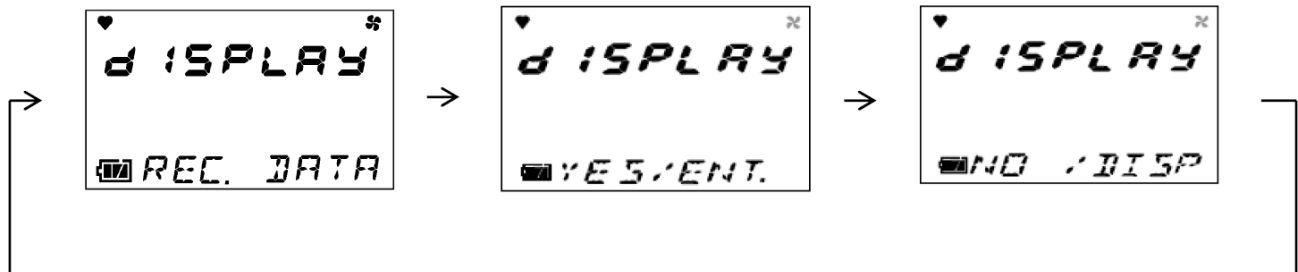 dISPLAY
REC. DATA
dISPLAY
YES/ENT.
dISPLAY
NO /DISP